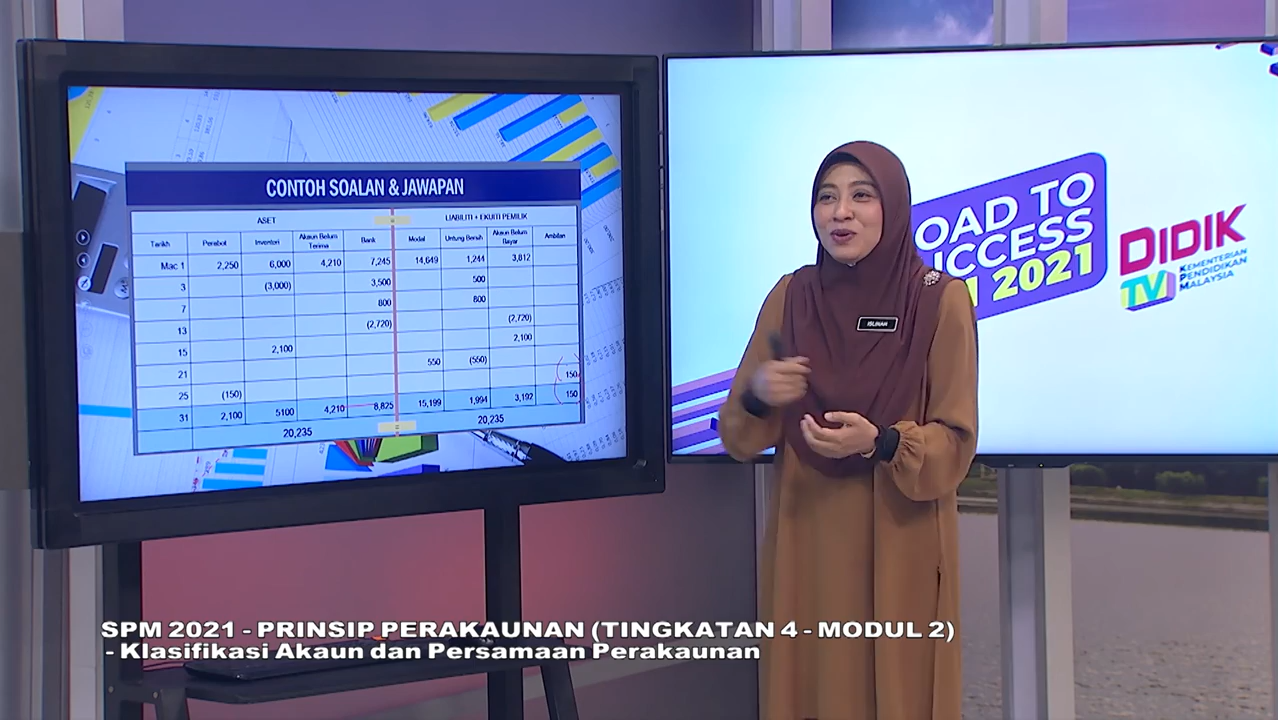 CONTOH SOALAN & JAWAPAN
ASET LIABILITI + EKUITI PEMILIK
Tarikh Perabot Inventori Akaun Belum Terima Bank Modal Untung Bersih Akaun Belum Bayar Ambilan
Mac 1 2,250 6,000 4,210 7,245 14,649 1,244 3,812
3 (3,000) 3,500 500
7 800 800
13 (2,720) (2,720)
15 2,100 2,100
21 550 (550)
25 (150) 150
31 2,100 5100 4,210 8,825 15,199 1,994 3,192 150
20,235 20,235
OAD TO
CCESS
2021
DIDIK
TV
KEMENTERIAN
PENDIDIKAN
MALAYSIA
ISLINAH
SPM 2021 - PRINSIP PERAKAUNAN (TINGKATAN 4 - MODUL 2)
- Klasifikasi Akaun dan Persamaan Perakaunan